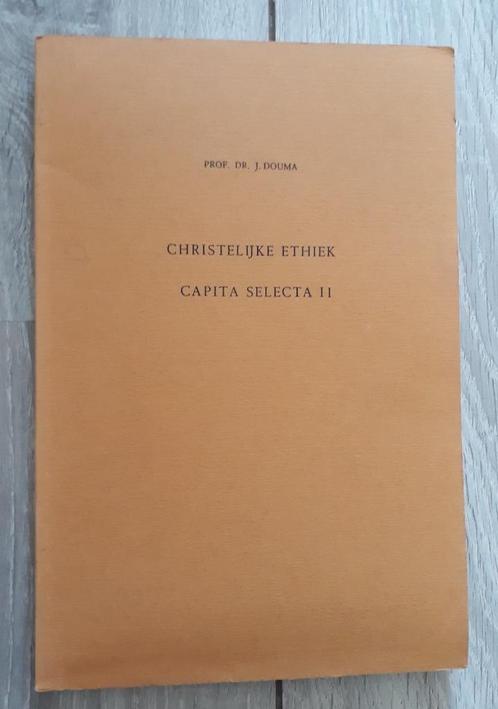 PROF. DR. J. DOUMA
CHRISTELIJKE ETHIEK
CAPITA SELECTA II